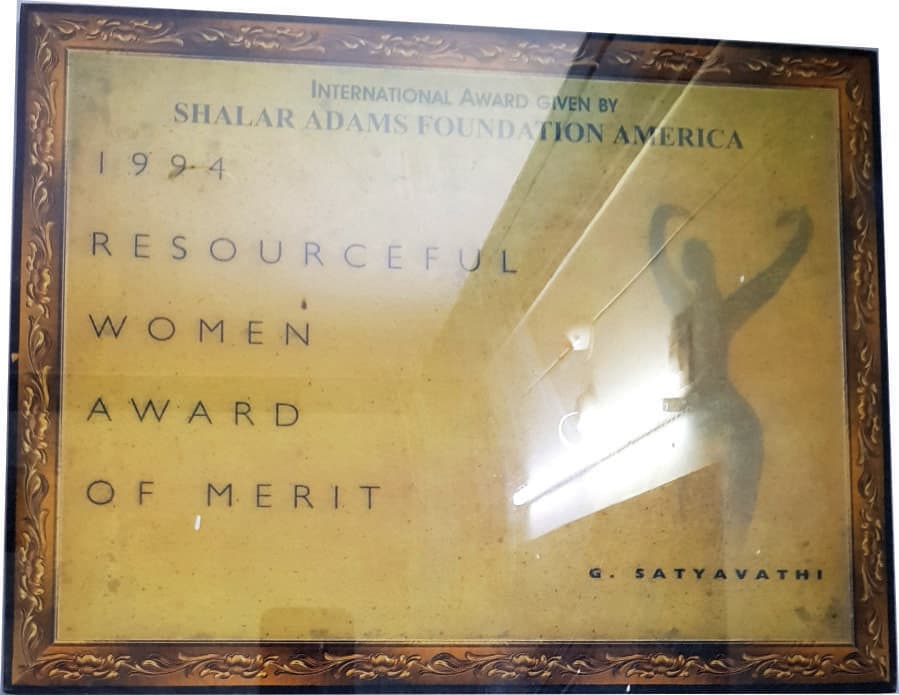 INTERNATIONAL AWARD GIVEN BY
SHALAR ADAMS FOUNDATION AMERICA
1994
RESOURCEFUL
WOMEN
AWARD
OF MERIT
G. SATYAVATHI